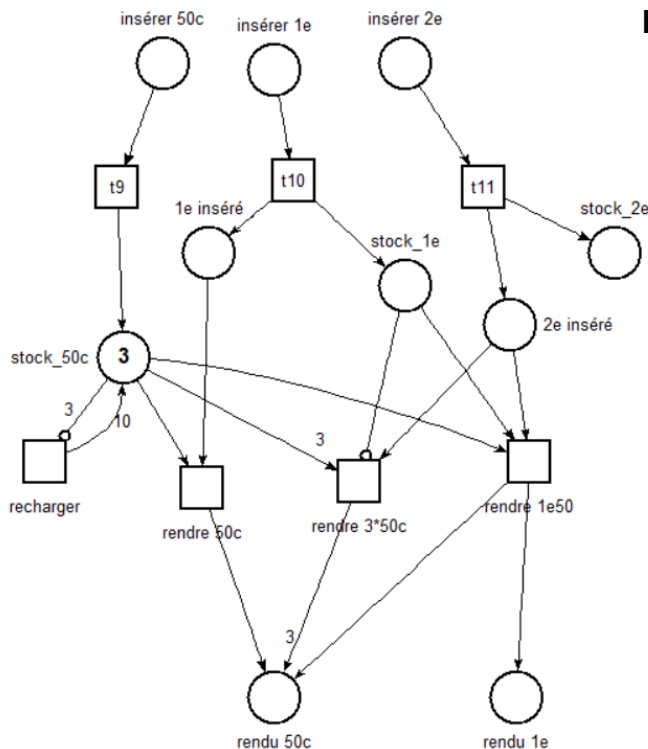 insérer 50c
insérer 1e
insérer 2e
t9
t10
t11
1e inséré
stock_1e
stock_2e
2e inséré
stock_50c
3
3
10
3
recharger
rendre 50c
rendre 3*50c
rendre 1e50
3
rendu 50c
rendu 1e